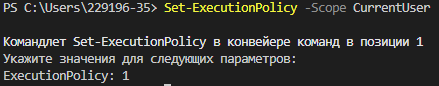 PS C:\Users\229196-35> Set-ExecutionPolicy -Scope CurrentUser
Командлет Set-ExecutionPolicy в конвейере команд в позиции 1
Укажите значения для следующих параметров:
ExecutionPolicy: 1